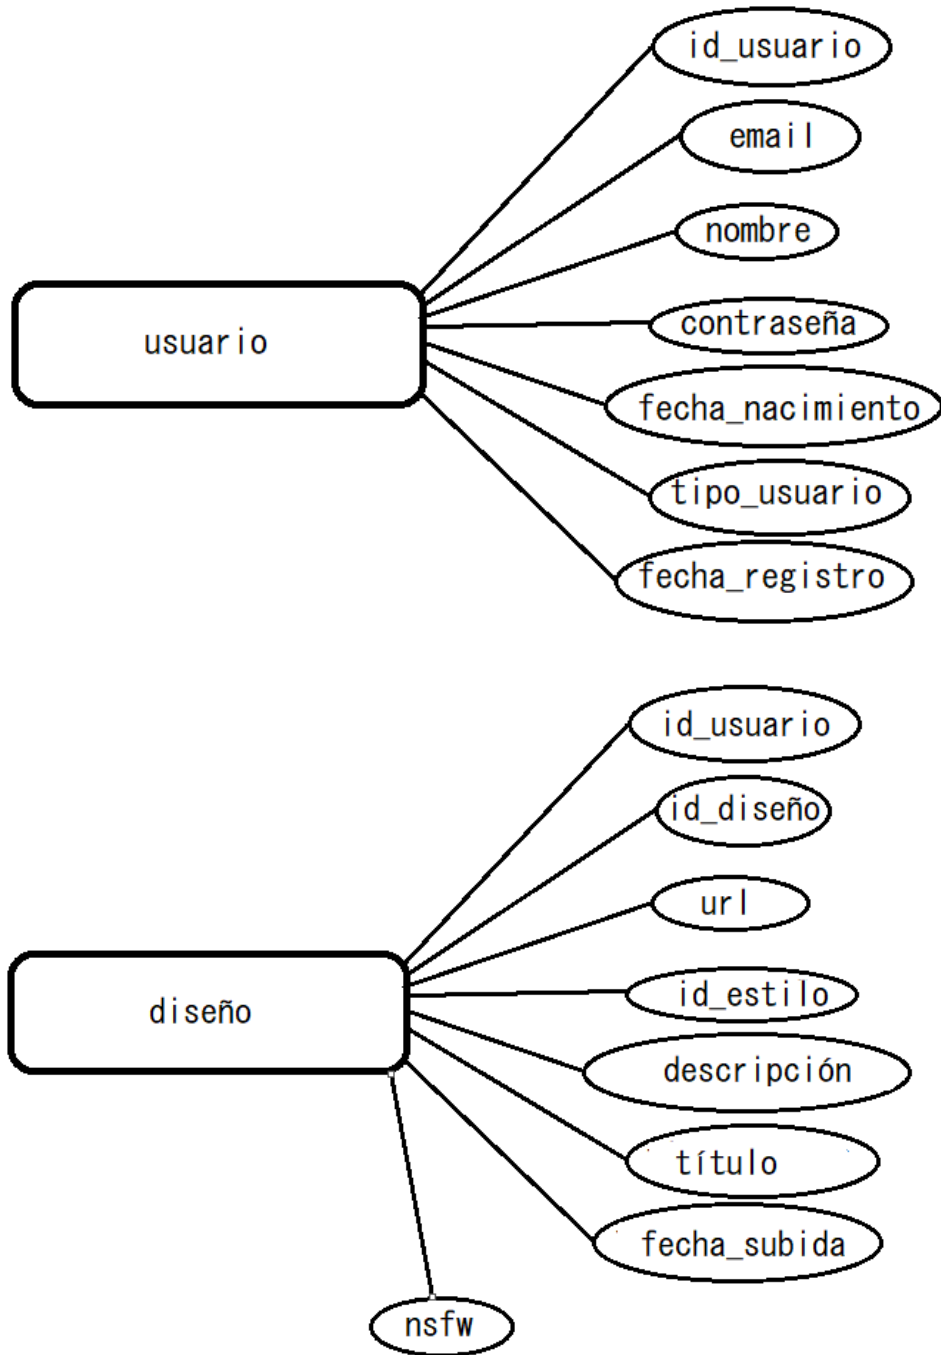 id_usuario
email
nombre
usuario
contraseña
fecha_nacimiento
tipo_usuario
fecha_registro
id_usuario
id_diseño
url
diseño
id_estilo
descripción
título
fecha_subida
nsfw